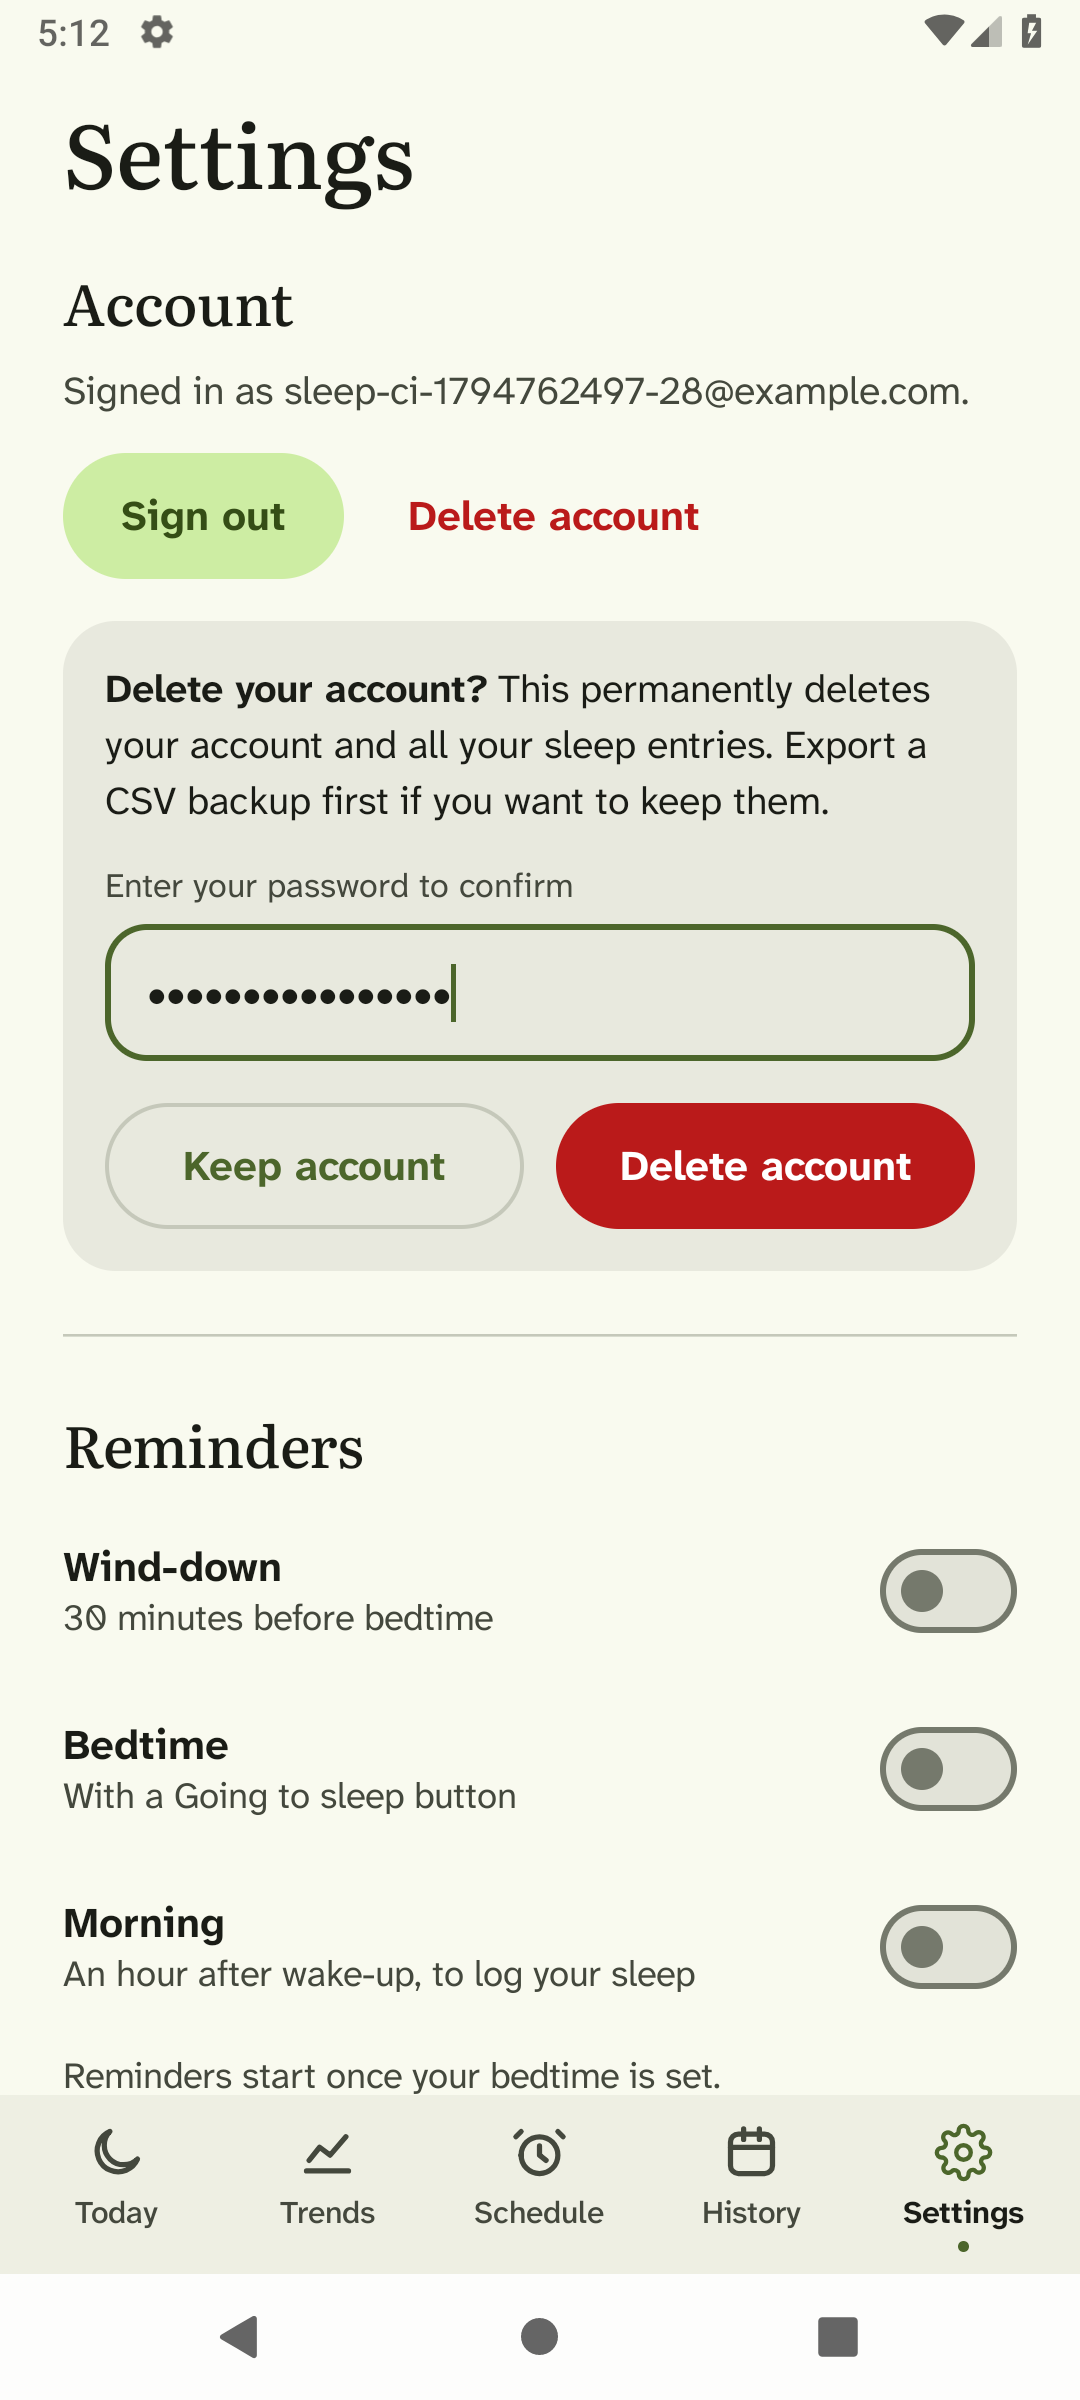 5:12
Settings
Account
Signed in as sleep-ci-1794762497-28@example.com.
Sign out
Delete account
Delete your account? This permanently deletes
your account and all your sleep entries. Export a
CSV backup first if you want to keep them.
Enter your password to confirm
••••••••••••••••
Keep account
Delete account
Reminders
Wind-down
30 minutes before bedtime
Bedtime
With a Going to sleep button
Morning
An hour after wake-up, to log your sleep
Reminders start once your bedtime is set.
Today
Trends
Schedule
History
Settings